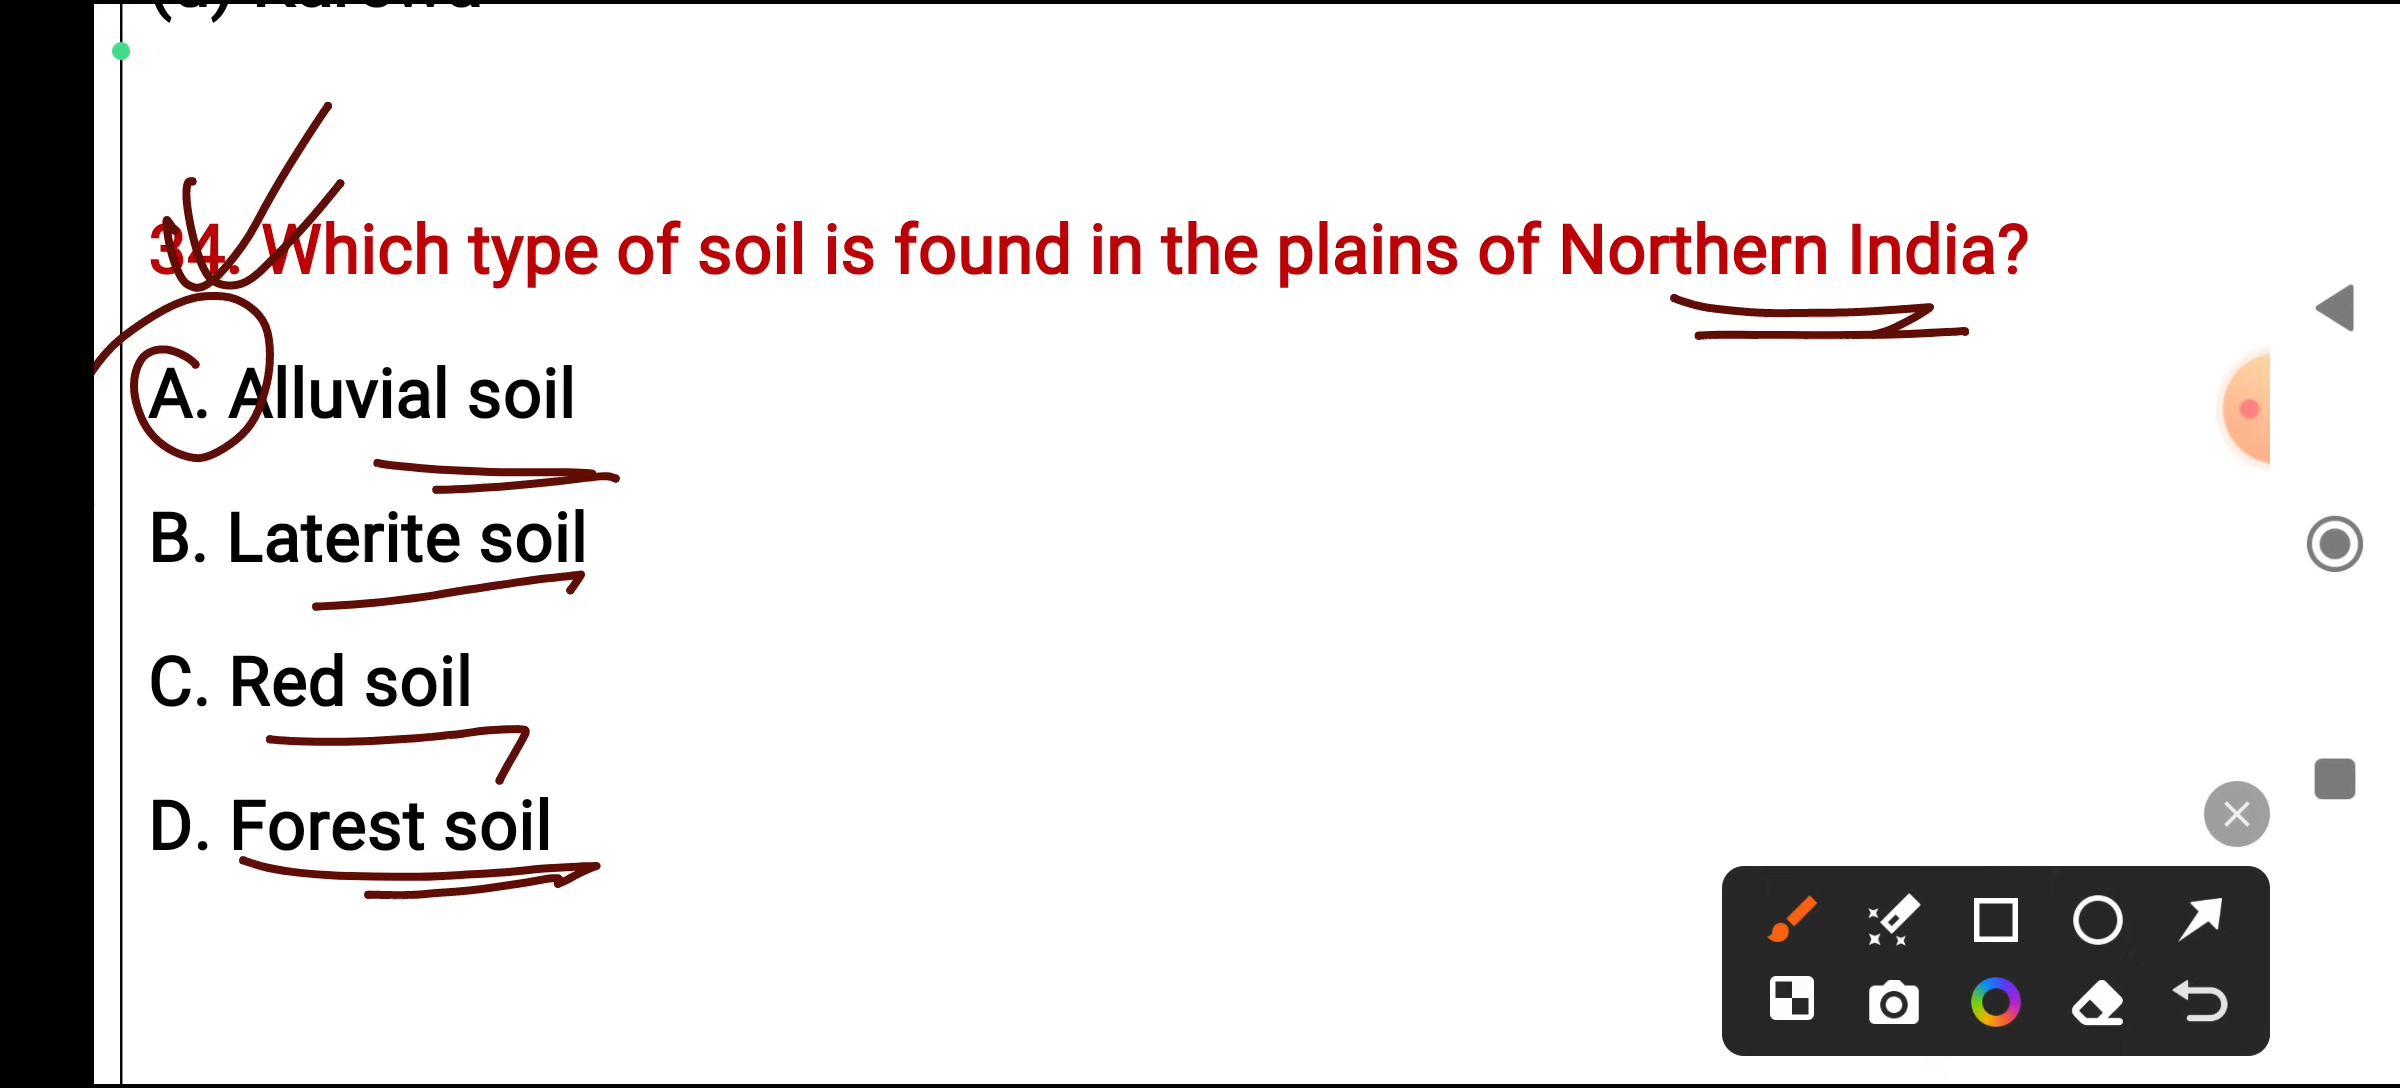 34. Which type of soil is found in the plains of Northern India?
A. Alluvial soil
B. Laterite soil
C. Red soil
D. Forest soil